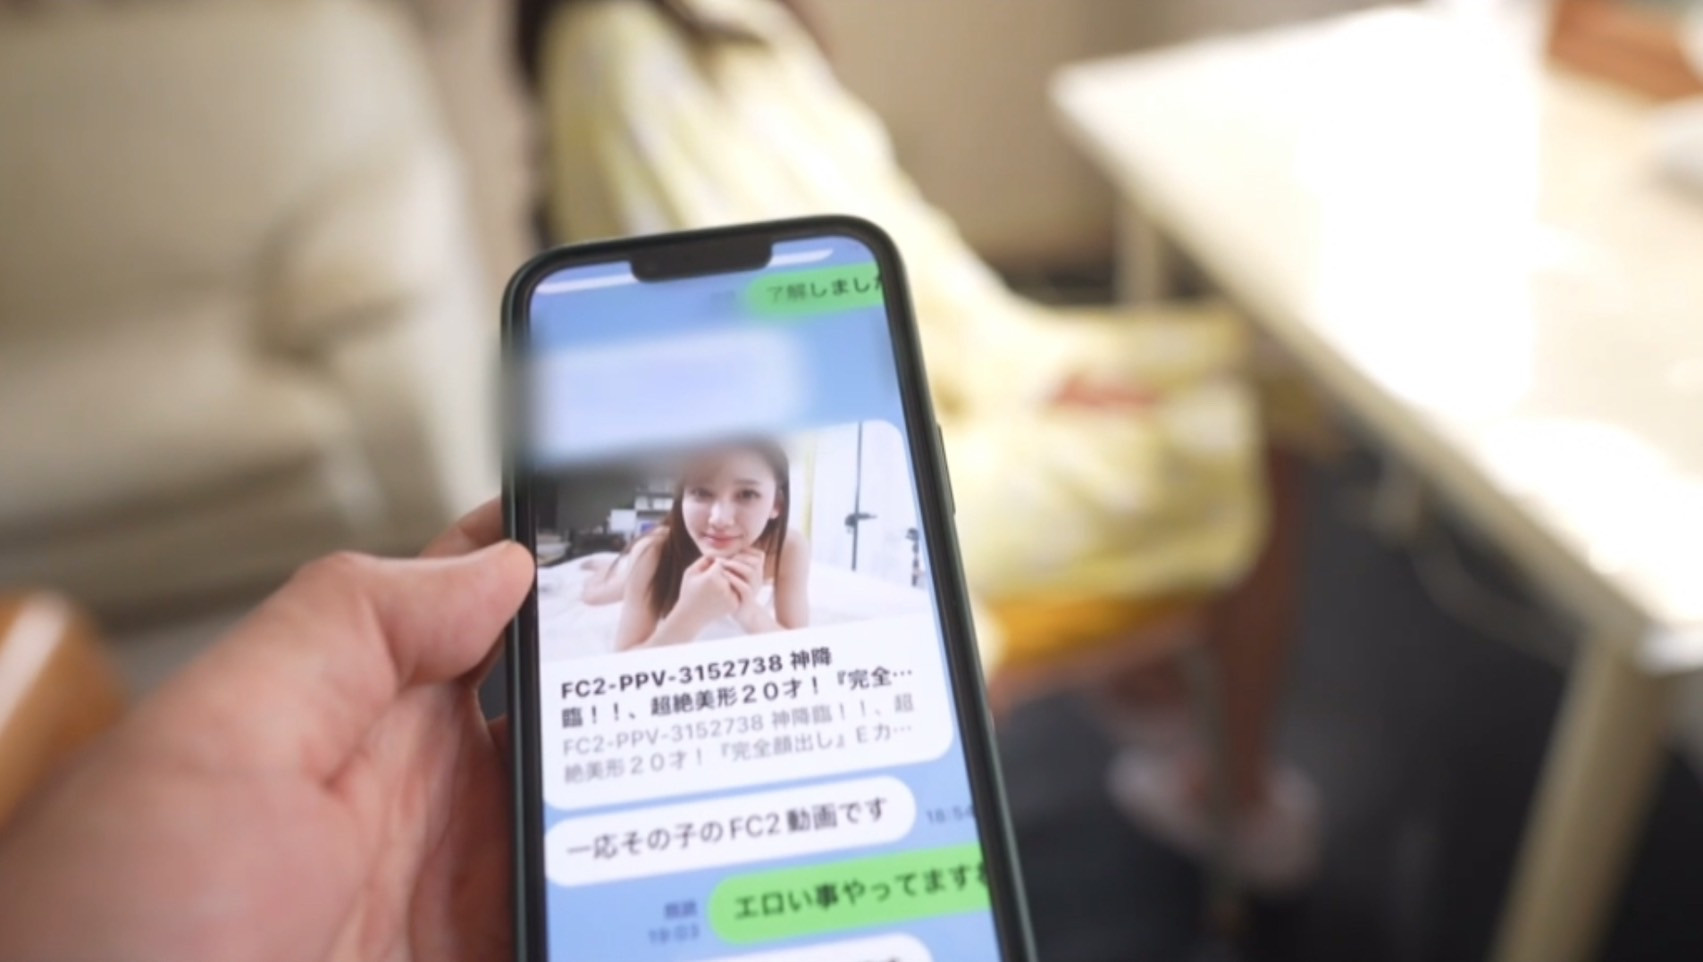 了解しまし
FC2-PPV-3152738 神降
臨！！、超絶美形２０才！『完全…
FC2-PPV-3152738 神降臨！！、超
絶美形２０才！『完全顔出し』Ｅカ…
一応その子のFC2動画です
18:54
エロい事やってます
既読
19:03